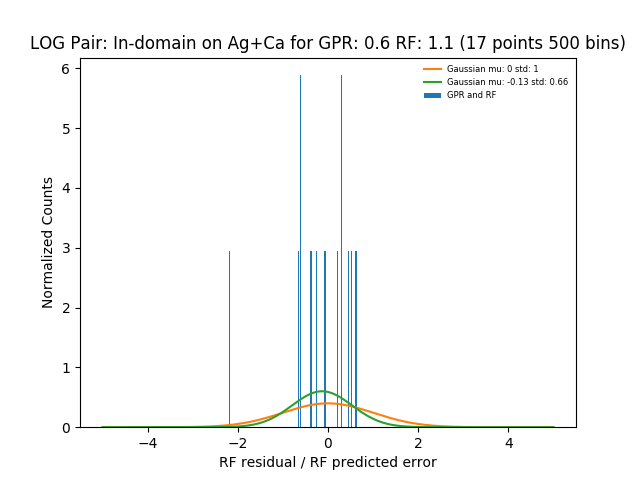 LOG Pair: In-domain on Ag+Ca for GPR: 0.6 RF: 1.1 (17 points 500 bins)
Gaussian mu: 0 std: 1
Gaussian mu: -0.13 std: 0.66
GPR and RF
Normalized Counts
6
5
4
3
2
1
0
−4 −2 0 2 4
RF residual / RF predicted error